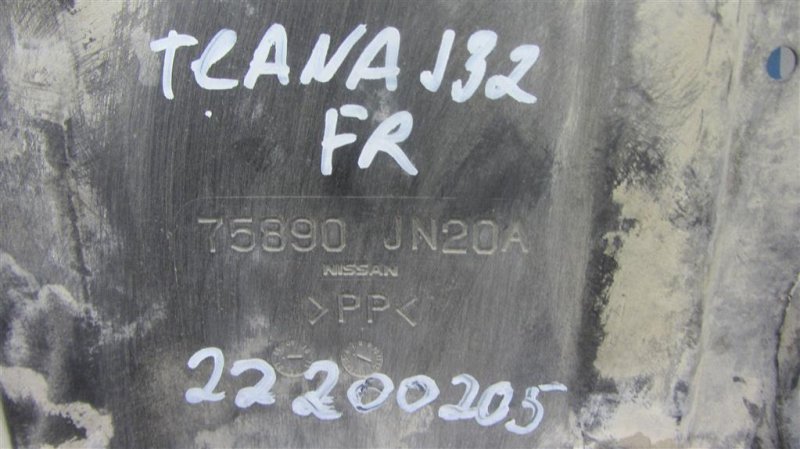 TEANA J32
FR
75890 JN20A
NISSAN
>PP<
22200205